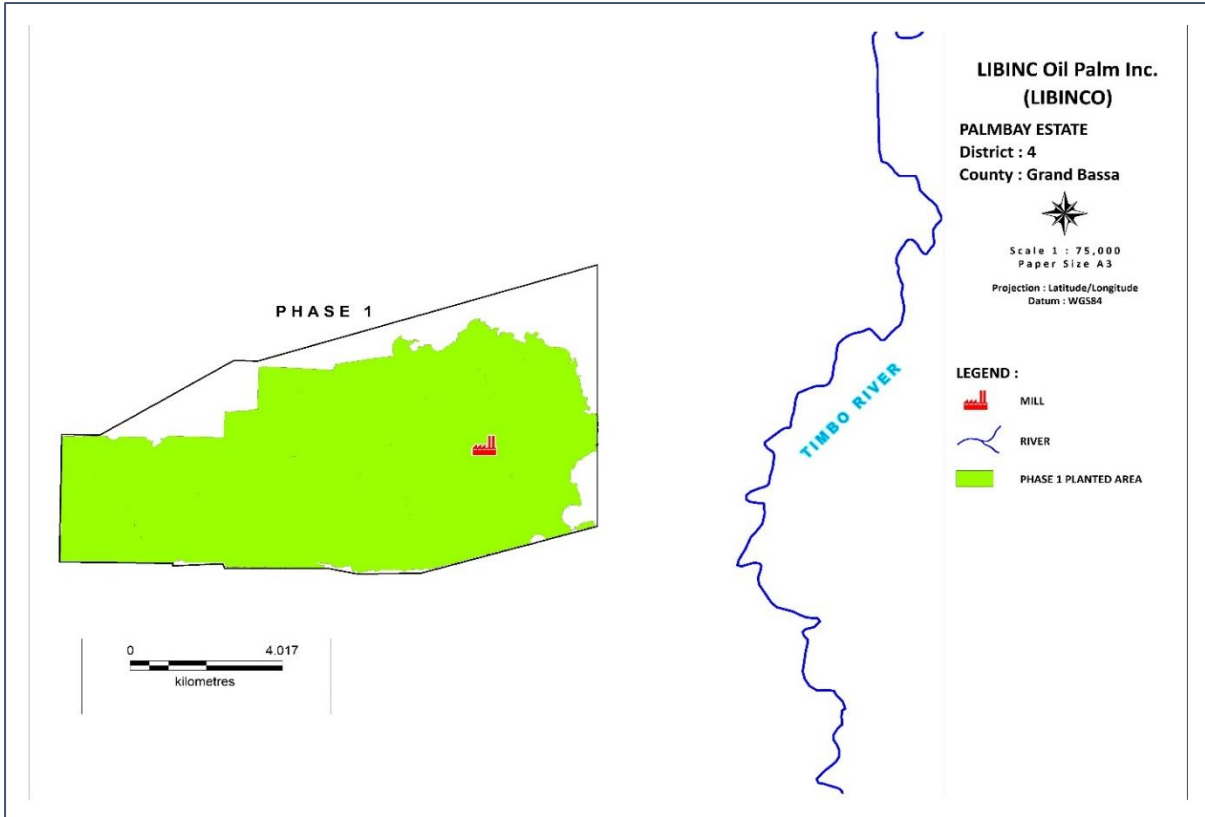 LIBINC Oil Palm Inc.
(LIBINCO)
PALMBAY ESTATE
District : 4
County : Grand Bassa
Scale 1 : 75,000
Paper Size A3
Projection : Latitude/Longitude
Datum : WGS84
PHASE 1
TIMBO RIVER
LEGEND :
MILL
RIVER
PHASE 1 PLANTED AREA
0 4.017
kilometres